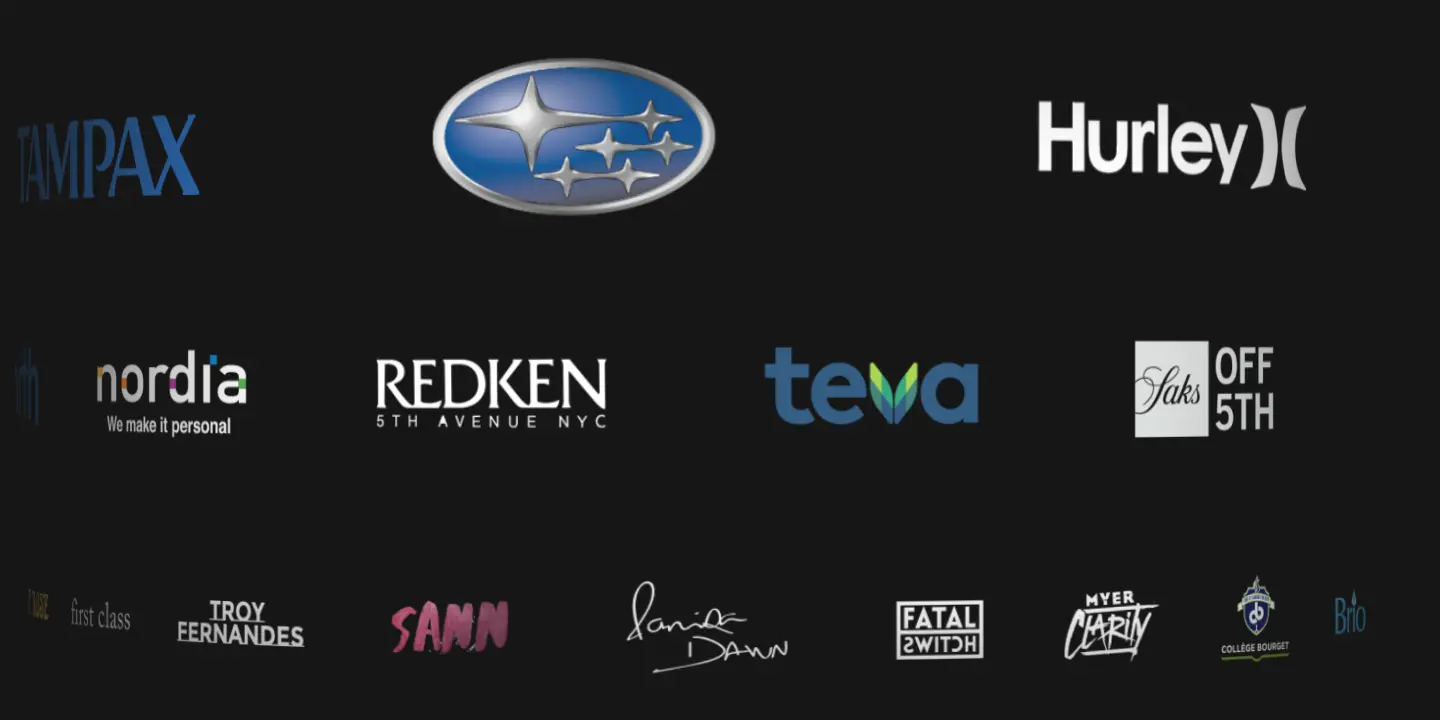 TAMPAX
Hurley
nordia
We make it personal
REDKEN
5TH AVENUE NYC
teva
Saks
OFF
5TH
first class
TROY
FERNANDES
SANN
DAWN
FATAL
SWITCH
MYER
CLARITY
COLLÈGE BOURGET
Brio